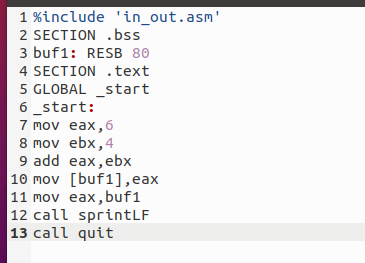 1 %include 'in_out.asm'
2 SECTION .bss
3 buf1: RESB 80
4 SECTION .text
5 GLOBAL _start
6 _start:
7 mov eax,6
8 mov ebx,4
9 add eax,ebx
10 mov [buf1],eax
11 mov eax,buf1
12 call sprintLF
13 call quit